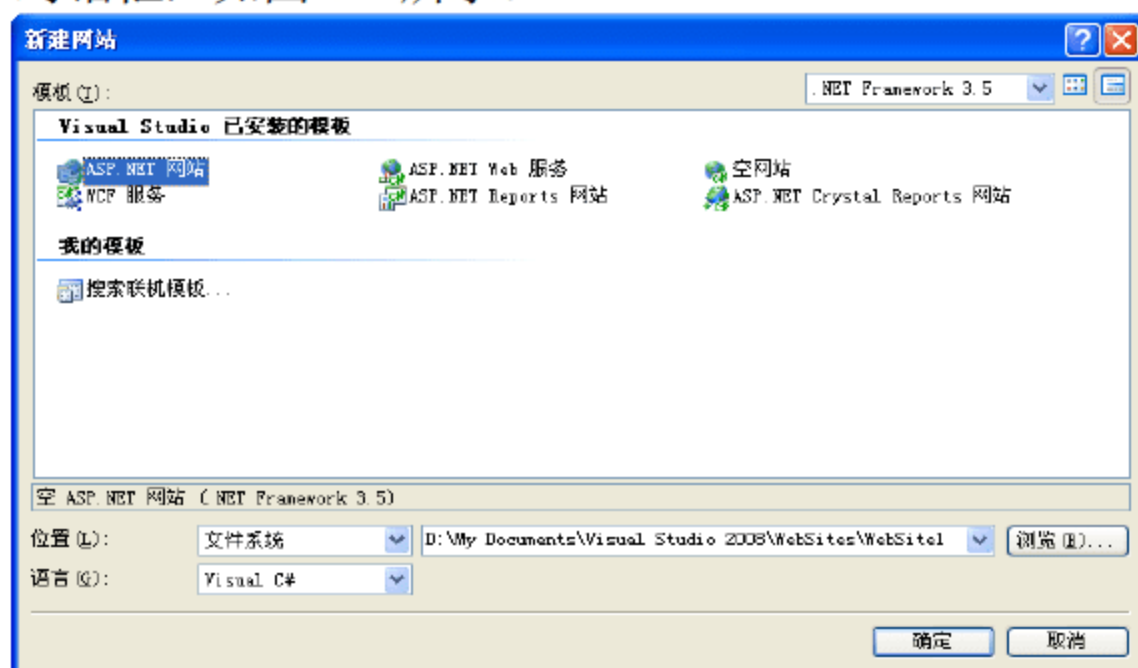 新建网站
模板(T):
.NET Framework 3.5
Visual Studio 已安装的模板
ASP.NET 网站
ASP.NET Web 服务
空网站
WCF 服务
ASP.NET Reports 网站
ASP.NET Crystal Reports 网站
我的模板
搜索联机模板...
空 ASP.NET 网站 (.NET Framework 3.5)
位置(L):
文件系统
D:\My Documents\Visual Studio 2008\WebSites\WebSite1
浏览(B)...
语言(G):
Visual C#
确定
取消